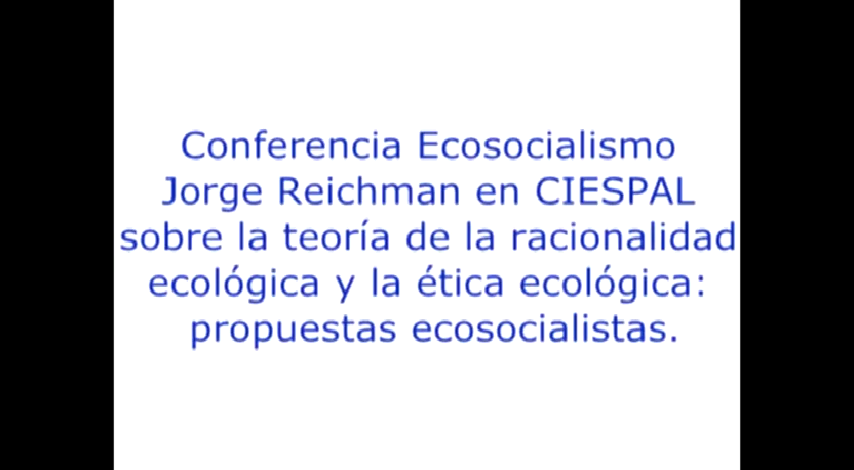 Conferencia Ecosocialismo
Jorge Reichman en CIESPAL
sobre la teoría de la racionalidad
ecológica y la ética ecológica:
propuestas ecosocialistas.